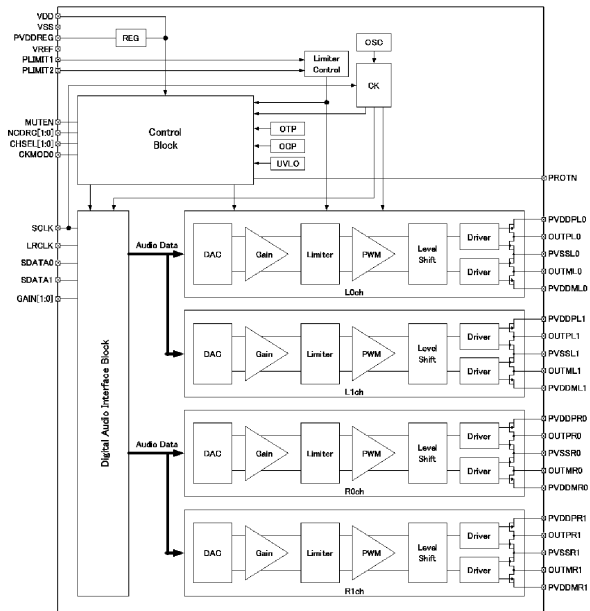 VDD
VSS
PVDDREG
VREF
PLIMIT1
PLIMIT2
REG
Limiter
Control
OSC
CK
MUTEN
NCDRC[1:0]
CHSEL[1:0]
CKMOD0
Control
Block
OTP
OCP
UVLO
PROTN
SCLK
LRCLK
SDATA0
SDATA1
GAIN[1:0]
Digital Audio Interface Block
Audio Data
DAC
Gain
Limiter
PWM
Level
Shift
Driver
Driver
L0ch
PVDDPL0
OUTPL0
PVSSL0
OUTML0
PVDDML0
DAC
Gain
Limiter
PWM
Level
Shift
Driver
Driver
L1ch
PVDDPL1
OUTPL1
PVSSL1
OUTML1
PVDDML1
Audio Data
DAC
Gain
Limiter
PWM
Level
Shift
Driver
Driver
R0ch
PVDDPR0
OUTPR0
PVSSR0
OUTMR0
PVDDMR0
DAC
Gain
Limiter
PWM
Level
Shift
Driver
Driver
R1ch
PVDDPR1
OUTPR1
PVSSR1
OUTMR1
PVDDMR1